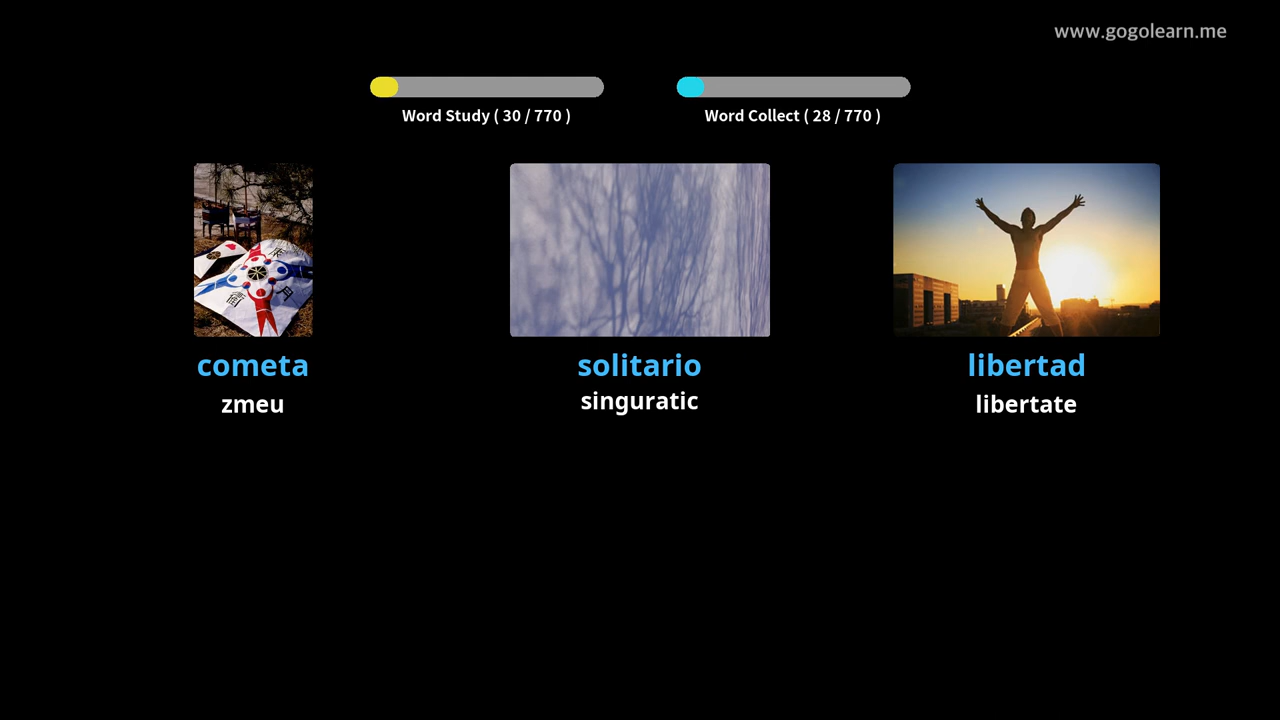 www.gogolearn.me
Word Study ( 30 / 770 )
Word Collect ( 28 / 770 )
cometa
zmeu
solitario
singuratic
libertad
libertate